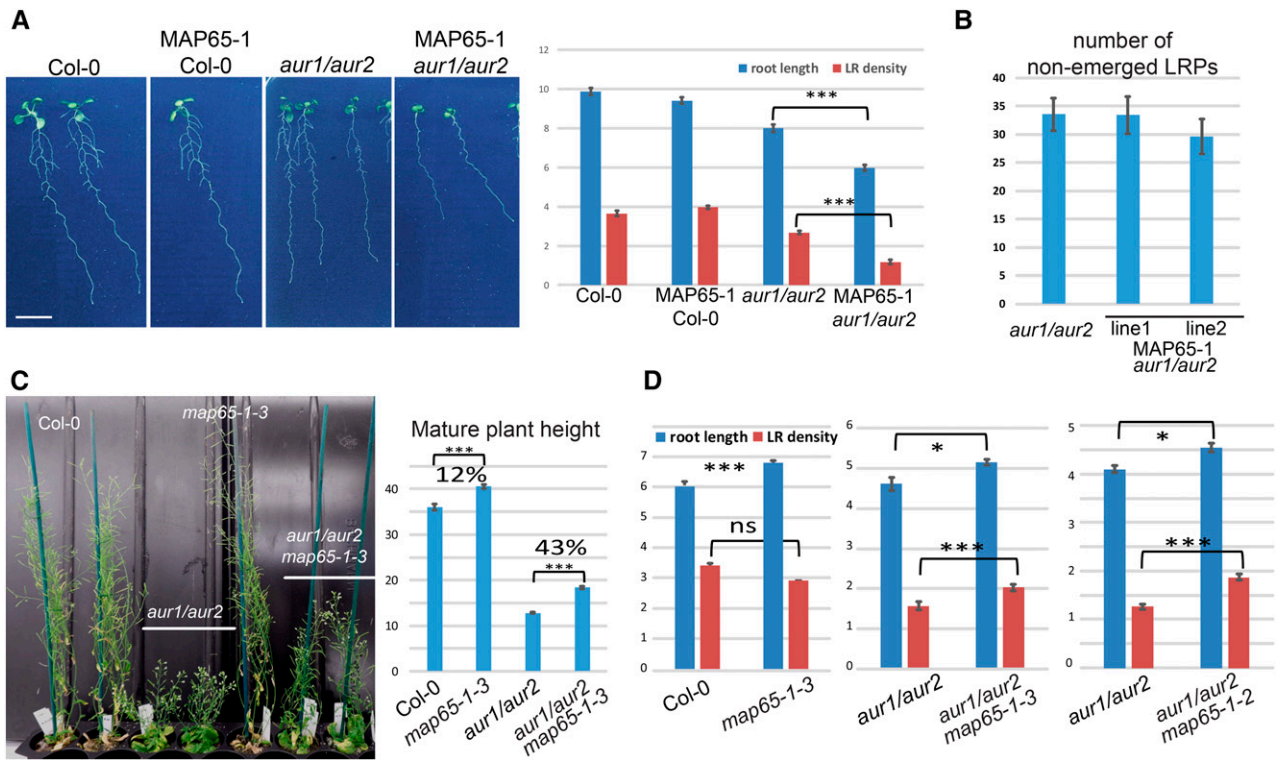 A
Col-0
MAP65-1
Col-0
aur1/aur2
MAP65-1
aur1/aur2
12
10
8
6
4
2
0
root length
LR density
***
***
Col-0
MAP65-1
Col-0
aur1/aur2
MAP65-1
aur1/aur2
B
number of
non-emerged LRPs
40
35
30
25
20
15
10
5
0
aur1/aur2
line1
line2
MAP65-1
aur1/aur2
C
Col-0
map65-1-3
aur1/aur2
aur1/aur2
map65-1-3
Mature plant height
***
12%
43%
***
40
30
20
10
0
Col-0
map65-1-3
aur1/aur2
aur1/aur2
map65-1-3
D
root length
LR density
7
6
5
4
3
2
1
0
***
ns
Col-0
map65-1-3
6
5
4
3
2
1
0
*
***
aur1/aur2
aur1/aur2
map65-1-3
5
4
3
2
1
0
*
***
aur1/aur2
aur1/aur2
map65-1-2